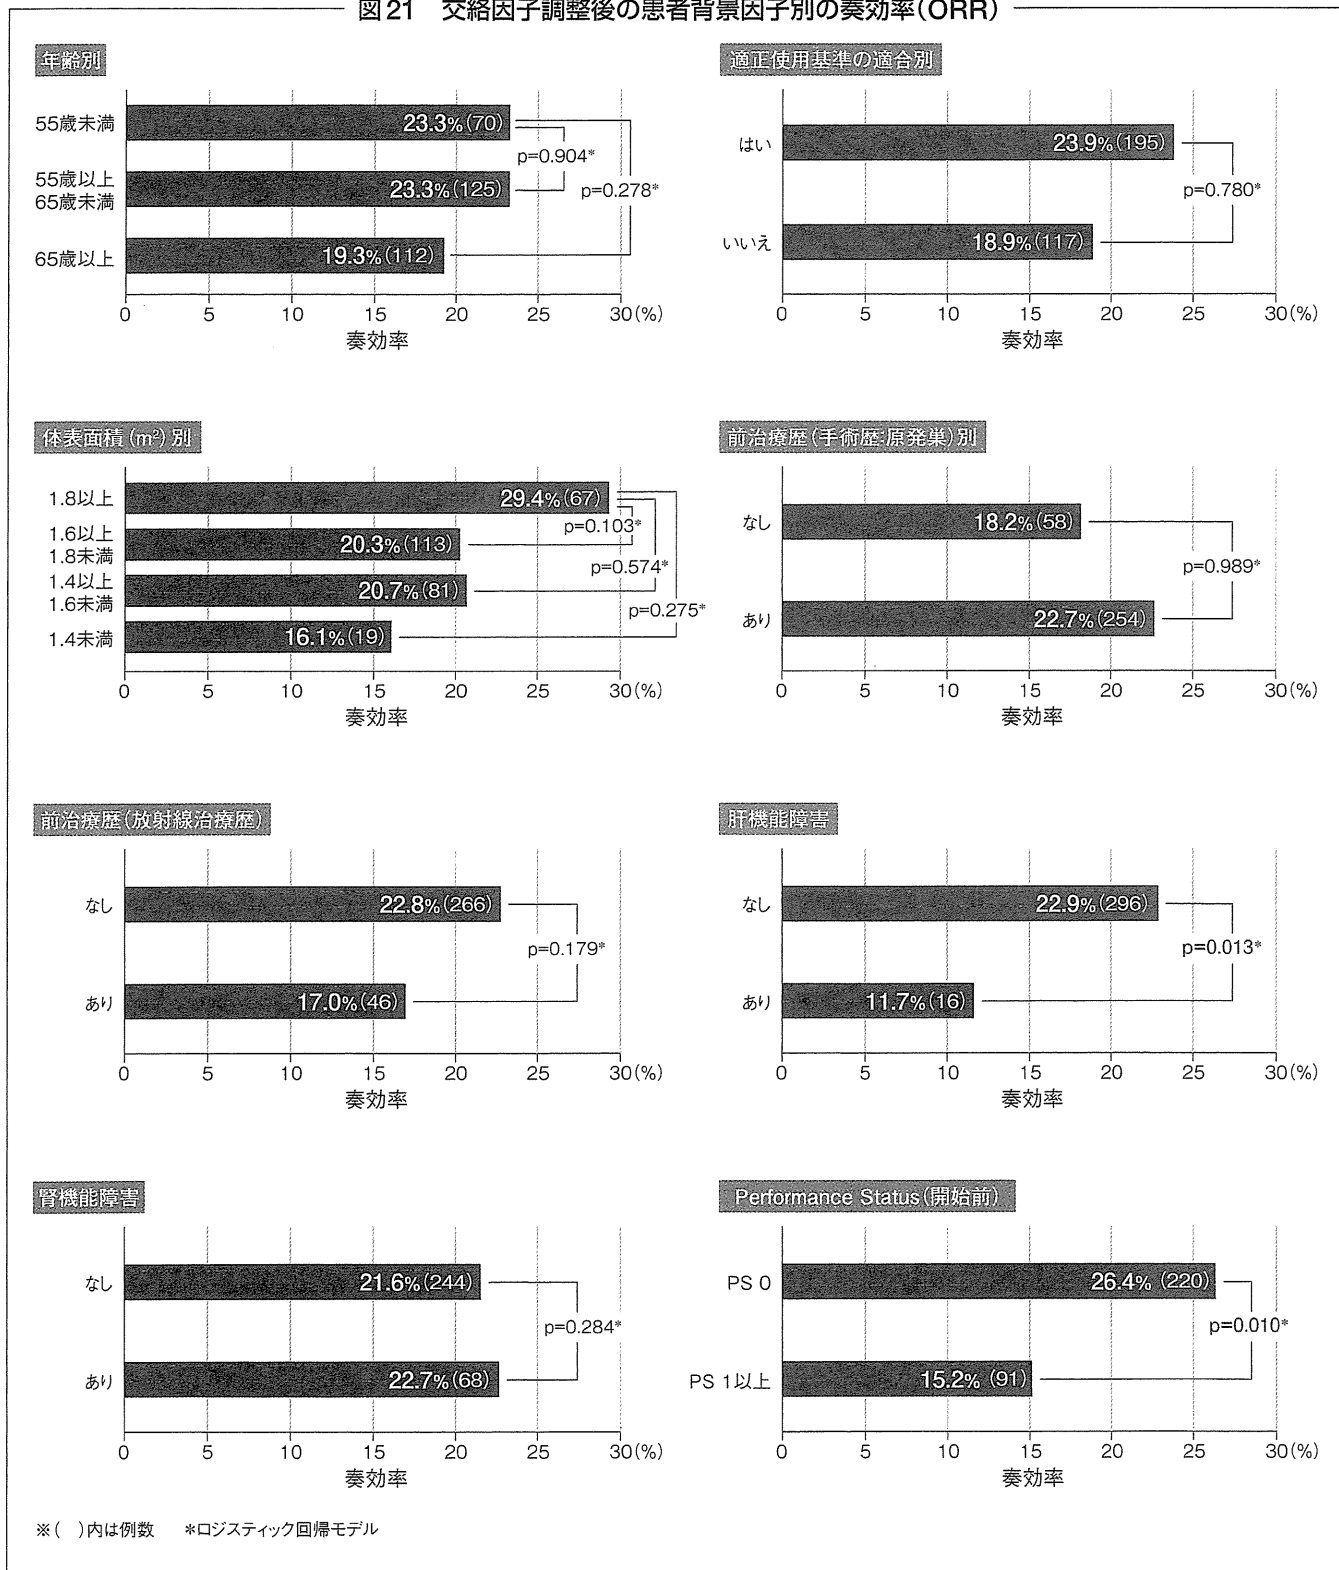 図21 交絡因子調整後の患者背景因子別の奏効率(ORR)
年齢別
55歳未満
23.3%(70)
p=0.904*
55歳以上
65歳未満
23.3%(125)
p=0.278*
65歳以上
19.3%(112)
0 5 10 15 20 25 30(%)
奏効率
適正使用基準の適合別
はい
23.9%(195)
p=0.780*
いいえ
18.9%(117)
0 5 10 15 20 25 30(%)
奏効率
体表面積(m²)別
1.8以上
29.4%(67)
p=0.103*
1.6以上
1.8未満
20.3%(113)
p=0.574*
1.4以上
1.6未満
20.7%(81)
p=0.275*
1.4未満
16.1%(19)
0 5 10 15 20 25 30(%)
奏効率
前治療歴(手術歴:原発巣)別
なし
18.2%(58)
p=0.989*
あり
22.7%(254)
0 5 10 15 20 25 30(%)
奏効率
前治療歴(放射線治療歴)
なし
22.8%(266)
p=0.179*
あり
17.0%(46)
0 5 10 15 20 25 30(%)
奏効率
肝機能障害
なし
22.9%(296)
p=0.013*
あり
11.7%(16)
0 5 10 15 20 25 30(%)
奏効率
腎機能障害
なし
21.6%(244)
p=0.284*
あり
22.7%(68)
0 5 10 15 20 25 30(%)
奏効率
Performance Status(開始前)
PS 0
26.4% (220)
p=0.010*
PS 1以上
15.2% (91)
0 5 10 15 20 25 30(%)
奏効率
※( )内は例数 *ロジスティック回帰モデル